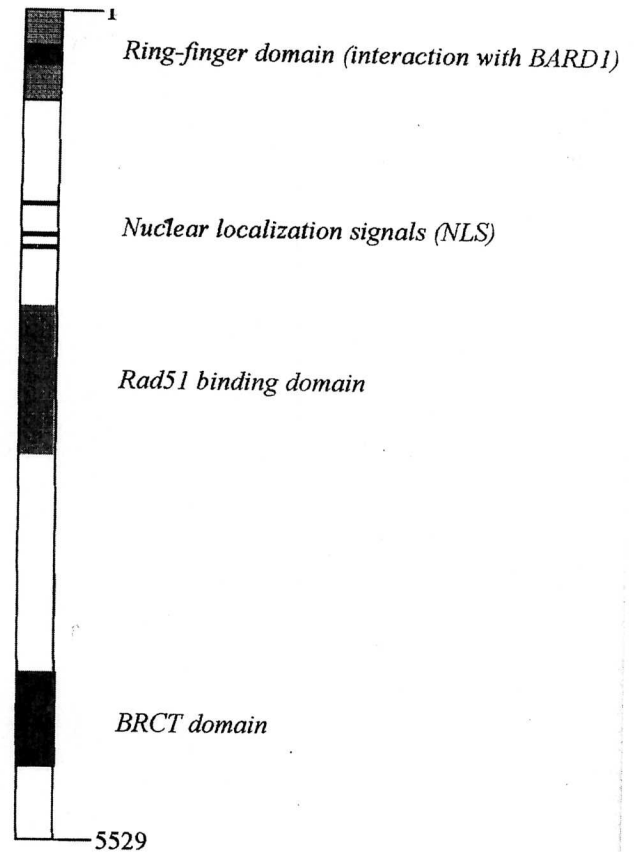 1
Ring-finger domain (interaction with BARD1)
Nuclear localization signals (NLS)
Rad51 binding domain
BRCT domain
5529